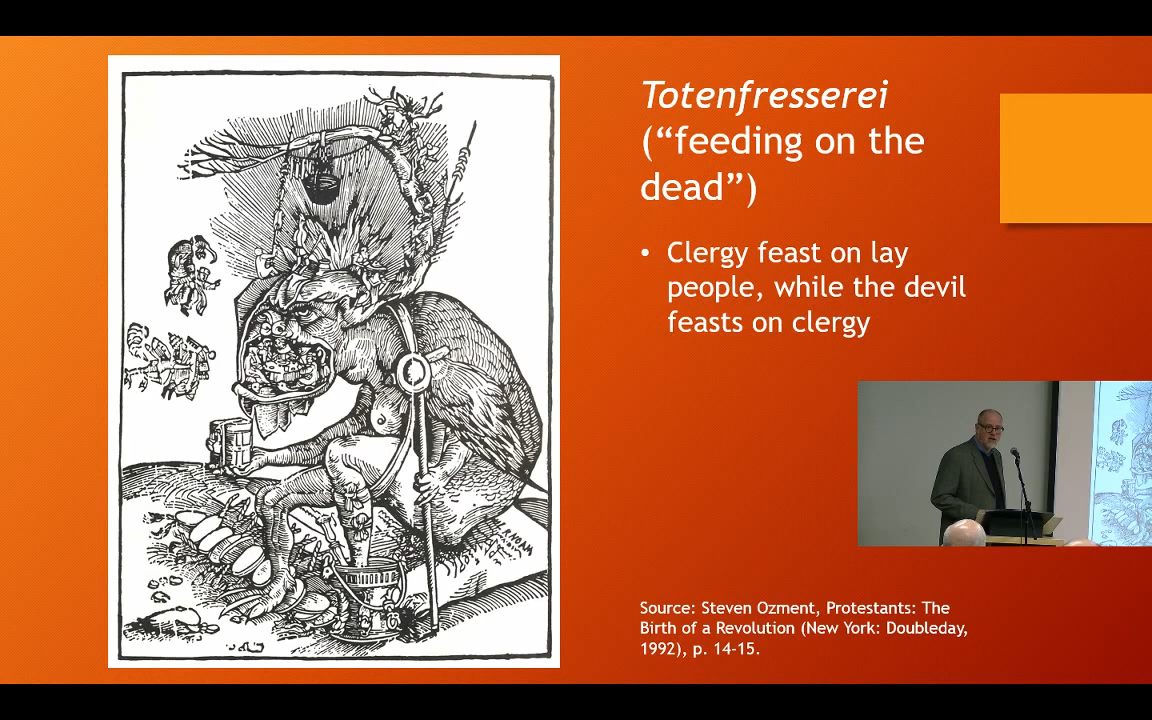 Totenfresserei
(“feeding on the
dead”)
• Clergy feast on lay
people, while the devil
feasts on clergy
Source: Steven Ozment, Protestants: The
Birth of a Revolution (New York: Doubleday,
1992), p. 14-15.